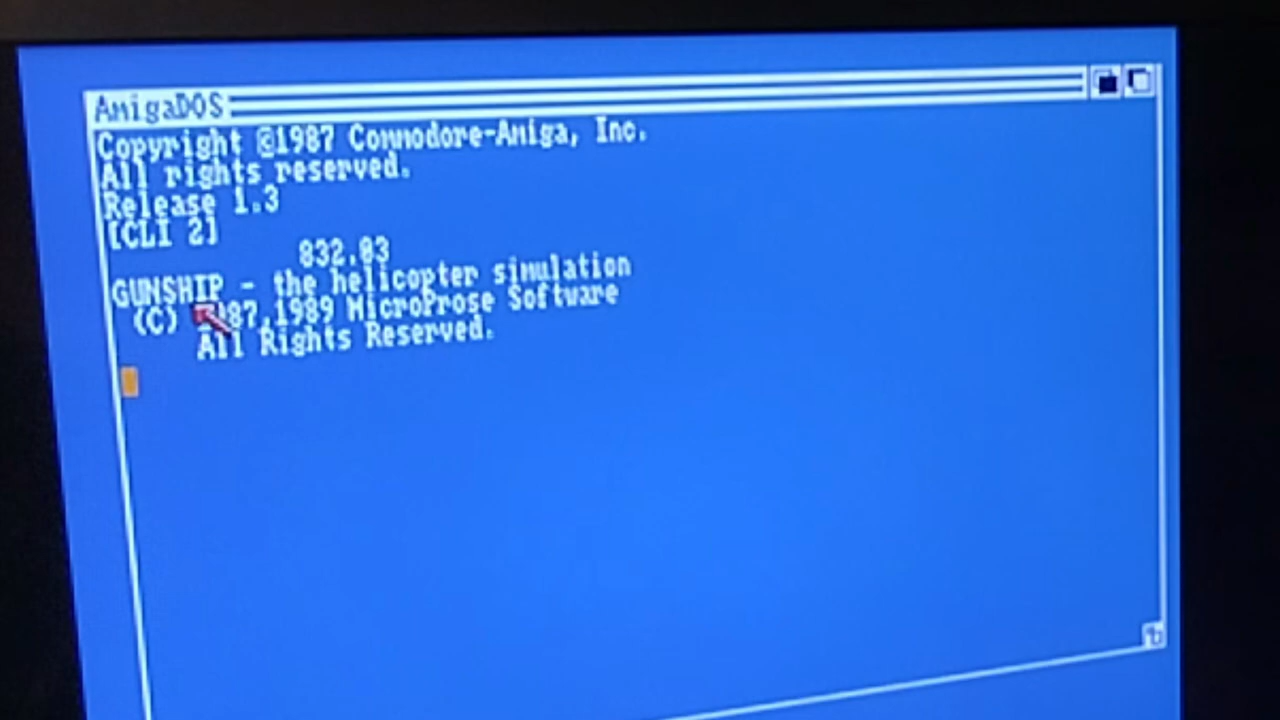 AmigaDOS
Copyright ©1987 Commodore-Amiga, Inc.
All rights reserved.
Release 1.3
[CLI 2]
832.03
GUNSHIP - the helicopter simulation
(C) 1987,1989 MicroProse Software
All Rights Reserved.